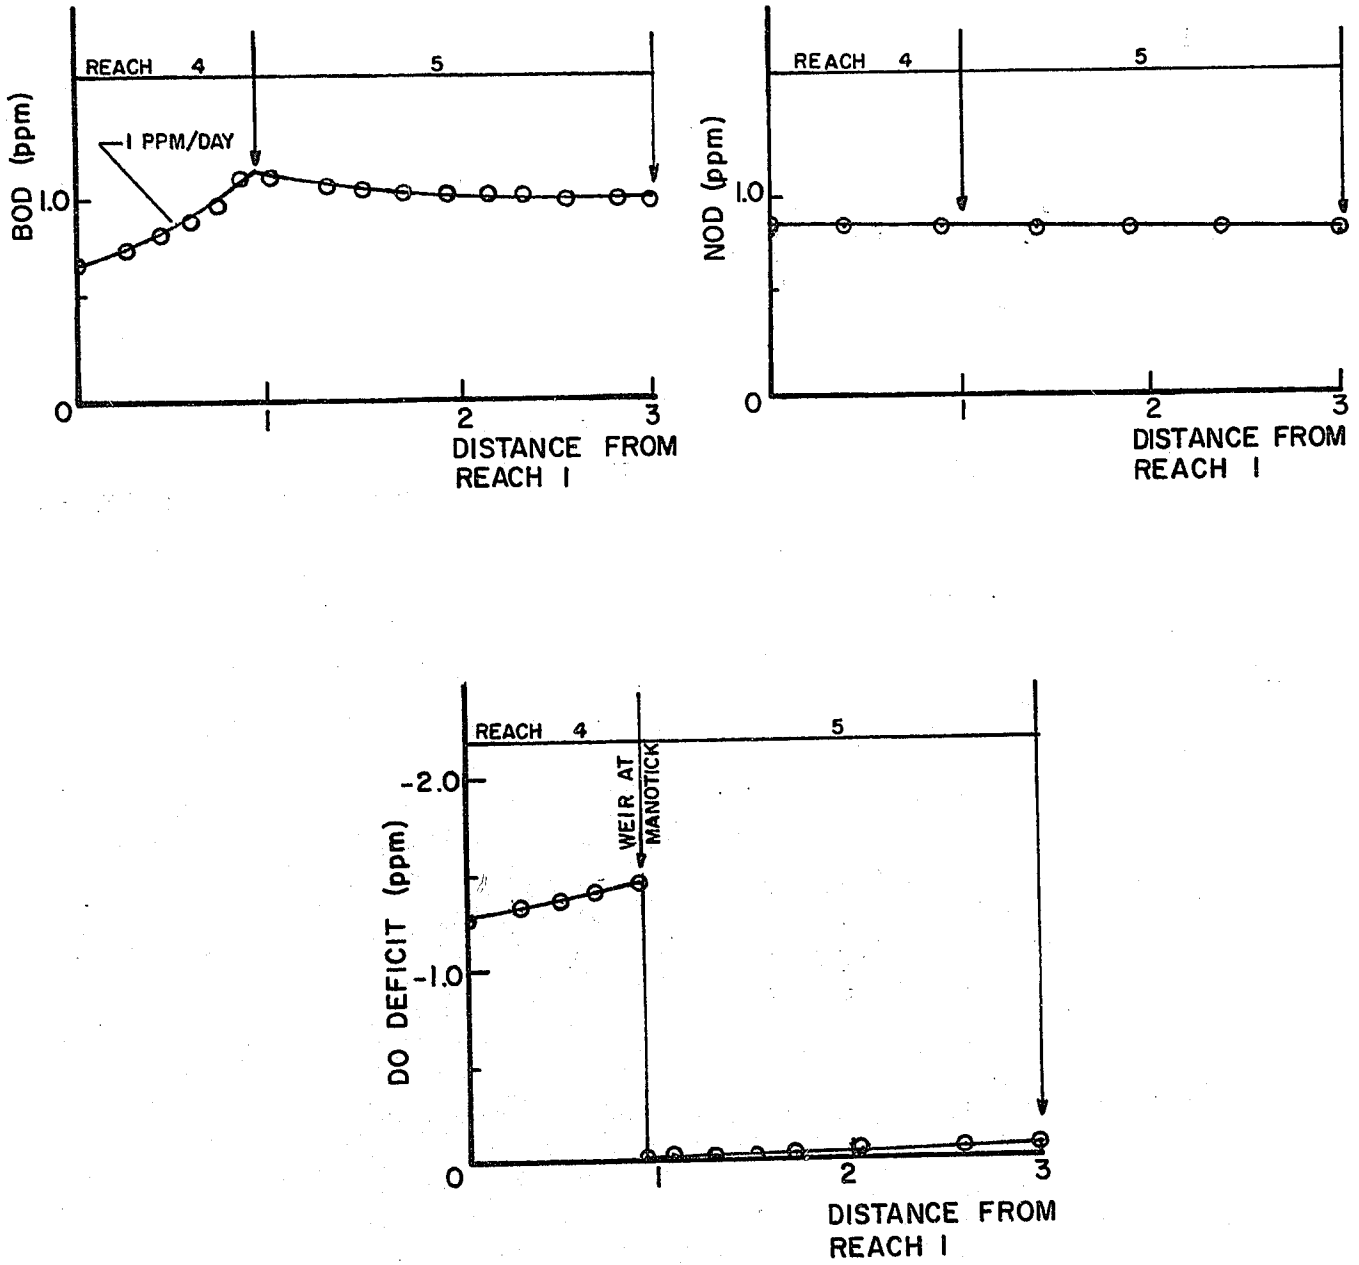 REACH 4 5
1 PPM/DAY
BOD (ppm)
1.0
0 1 2 3
DISTANCE FROM
REACH 1
REACH 4 5
NOD (ppm)
1.0
0 1 2 3
DISTANCE FROM
REACH 1
REACH 4 5
WEIR AT
MANOTICK
DO DEFICIT (ppm)
-2.0
-1.0
0 1 2 3
DISTANCE FROM
REACH 1